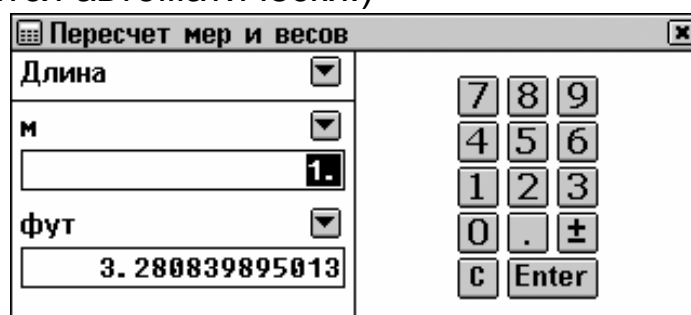 автоматически.)
Пересчет мер и весов
Длина
м
1.
фут
3.280839895013
7 8 9
4 5 6
1 2 3
0 . ±
C Enter